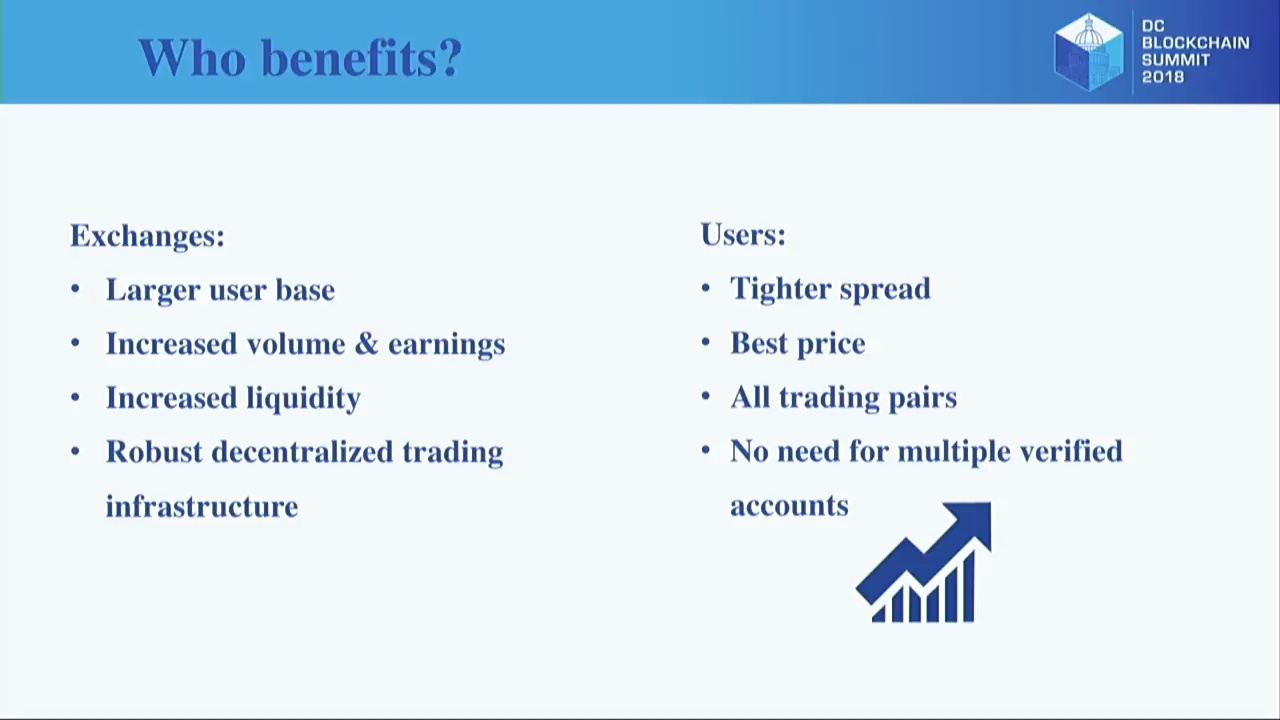 Who benefits?
DC
BLOCKCHAIN
SUMMIT
2018
Exchanges:
• Larger user base
• Increased volume & earnings
• Increased liquidity
• Robust decentralized trading
infrastructure
Users:
• Tighter spread
• Best price
• All trading pairs
• No need for multiple verified
accounts